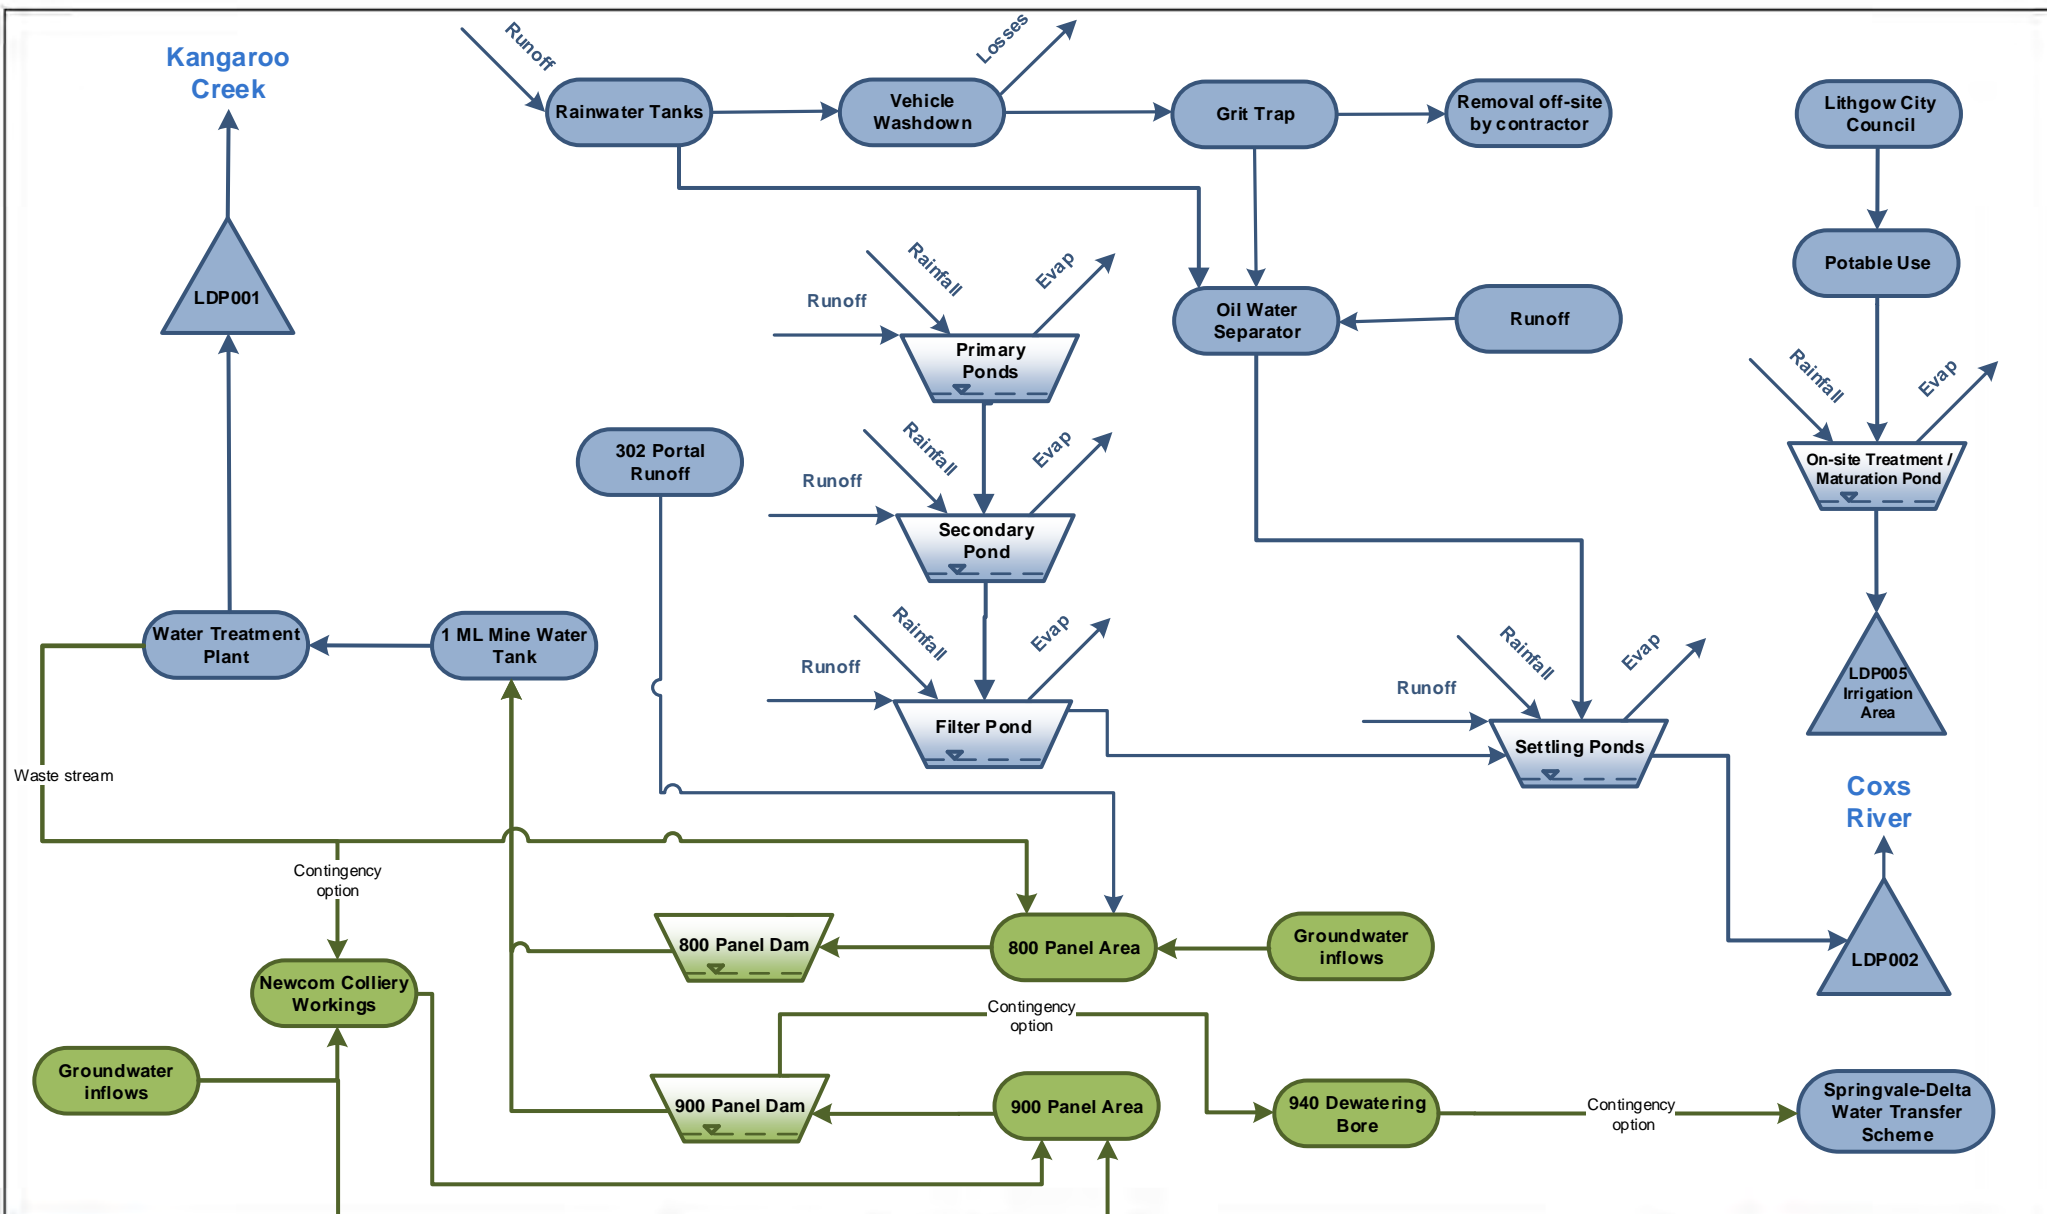 Kangaroo
Creek
Runoff
Losses
Rainwater Tanks
Vehicle
Washdown
Grit Trap
Removal off-site
by contractor
Lithgow City
Council
LDP001
Rainfall
Evap
Runoff
Primary
Ponds
Oil Water
Separator
Runoff
Potable Use
Rainfall
Evap
On-site Treatment /
Maturation Pond
302 Portal
Runoff
Rainfall
Evap
Runoff
Secondary
Pond
Water Treatment
Plant
1 ML Mine Water
Tank
Rainfall
Evap
Runoff
Filter Pond
Rainfall
Evap
Runoff
Settling Ponds
LDP005
Irrigation
Area
Waste stream
Coxs
River
Contingency
option
800 Panel Dam
800 Panel Area
Groundwater
inflows
LDP002
Newcom Colliery
Workings
Contingency
option
Groundwater
inflows
900 Panel Dam
900 Panel Area
940 Dewatering
Bore
Contingency
option
Springvale-Delta
Water Transfer
Scheme